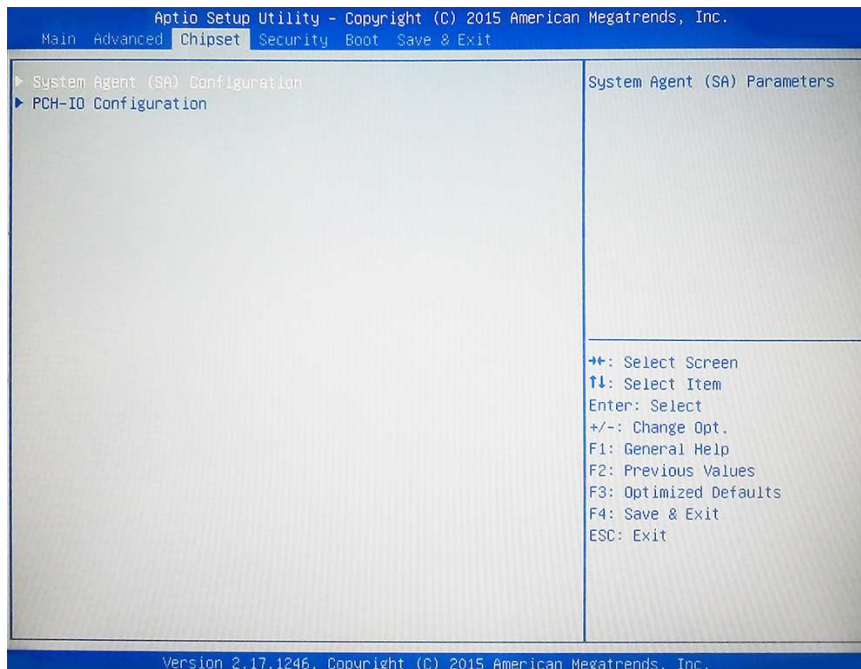 Aptio Setup Utility – Copyright (C) 2015 American Megatrends, Inc.
Main Advanced Chipset Security Boot Save & Exit
System Agent (SA) Configuration
PCH-IO Configuration
System Agent (SA) Parameters
→←: Select Screen
↑↓: Select Item
Enter: Select
+/-: Change Opt.
F1: General Help
F2: Previous Values
F3: Optimized Defaults
F4: Save & Exit
ESC: Exit
Version 2.17.1246. Copyright (C) 2015 American Megatrends, Inc.